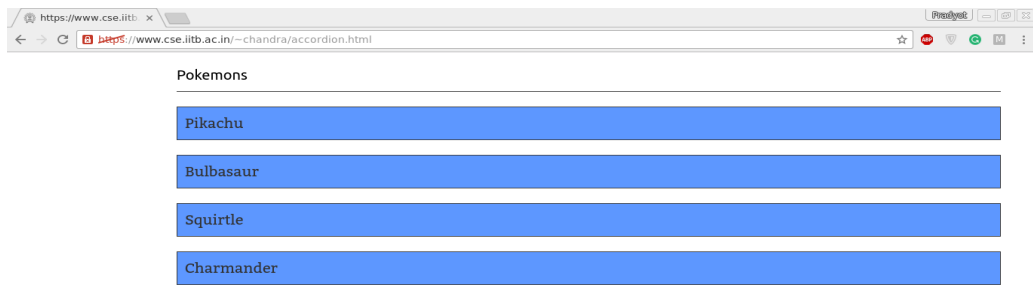 https://www.cse.iitb
Pradyot
https://www.cse.iitb.ac.in/~chandra/accordion.html
ABP
M
Pokemons
Pikachu
Bulbasaur
Squirtle
Charmander